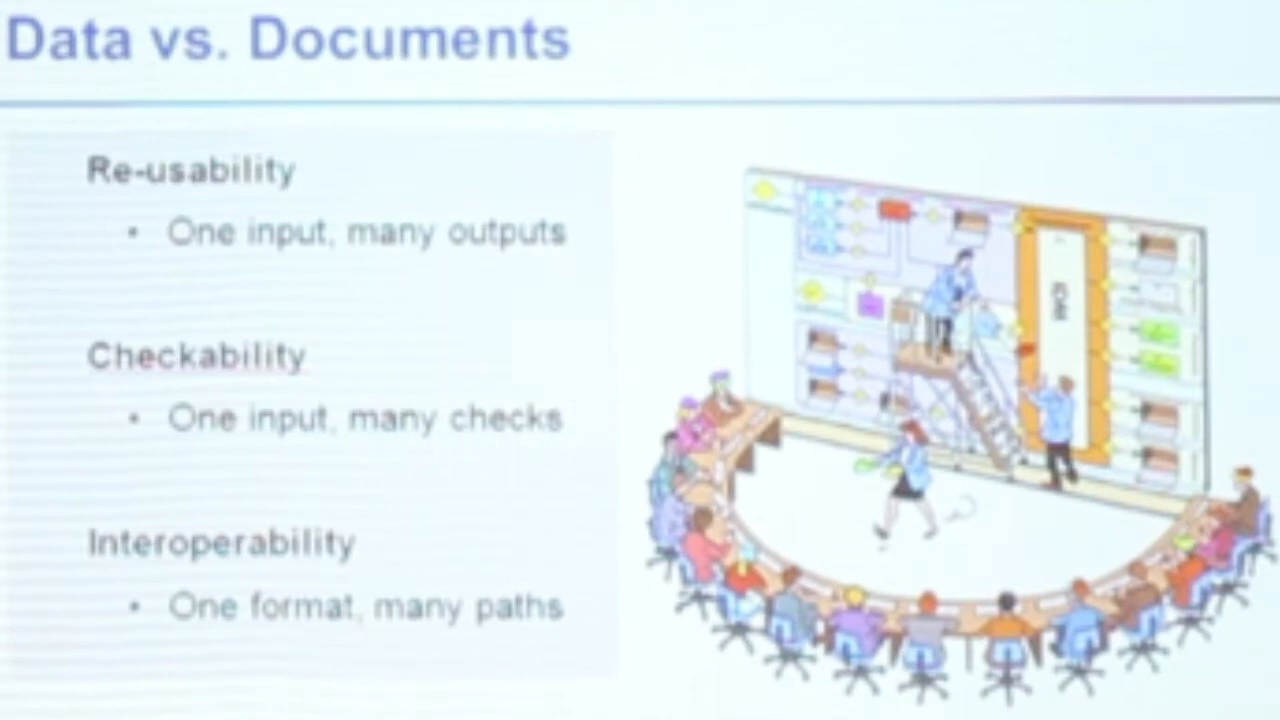 Data vs. Documents
Re-usability
• One input, many outputs
Checkability
• One input, many checks
Interoperability
• One format, many paths